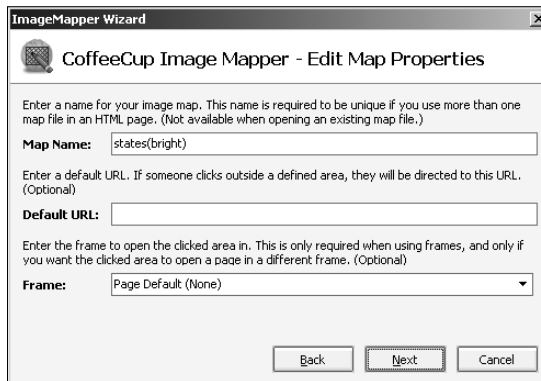 ImageMapper Wizard
CoffeeCup Image Mapper - Edit Map Properties
Enter a name for your image map. This name is required to be unique if you use more than one
map file in an HTML page. (Not available when opening an existing map file.)
Map Name: states(bright)
Enter a default URL. If someone clicks outside a defined area, they will be directed to this URL.
(Optional)
Default URL:
Enter the frame to open the clicked area in. This is only required when using frames, and only if
you want the clicked area to open a page in a different frame. (Optional)
Frame: Page Default (None)
Back Next Cancel